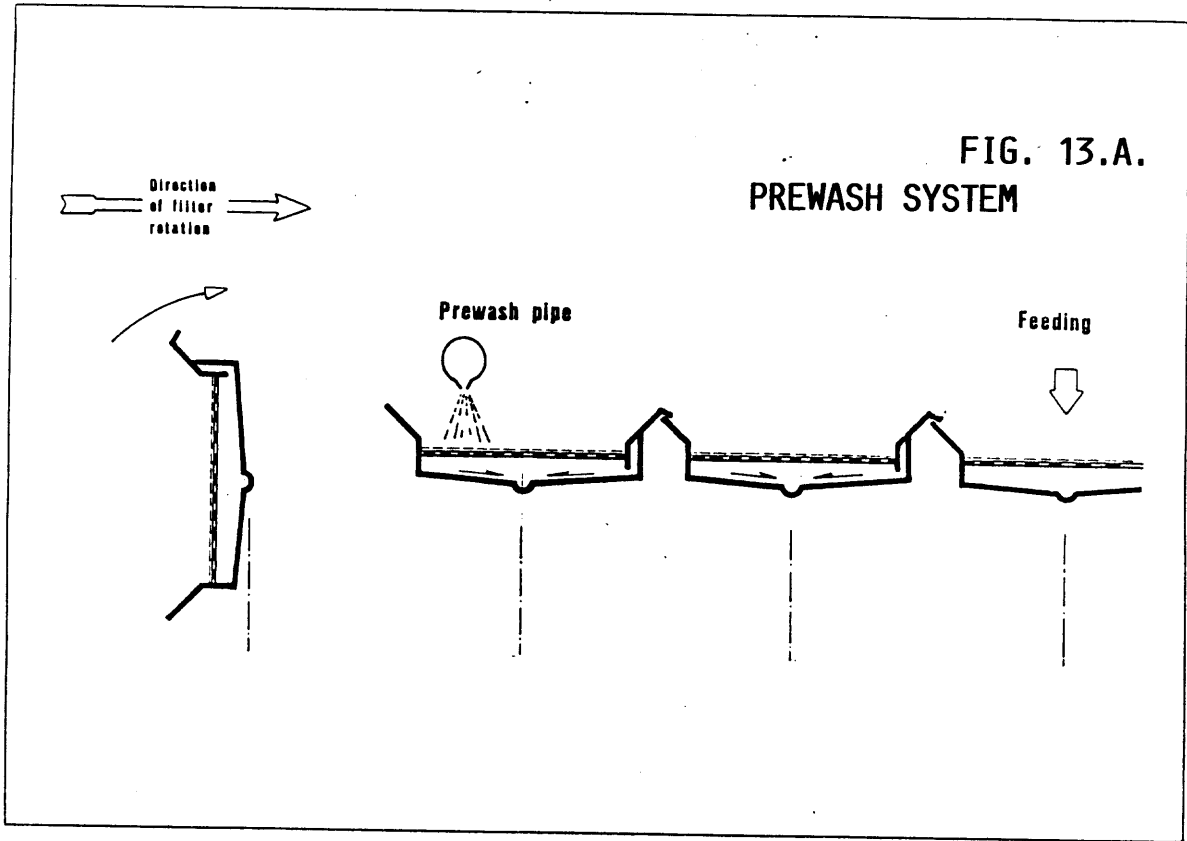 FIG. 13.A.
PREWASH SYSTEM
Direction
of filter
rotation
Prewash pipe
Feeding